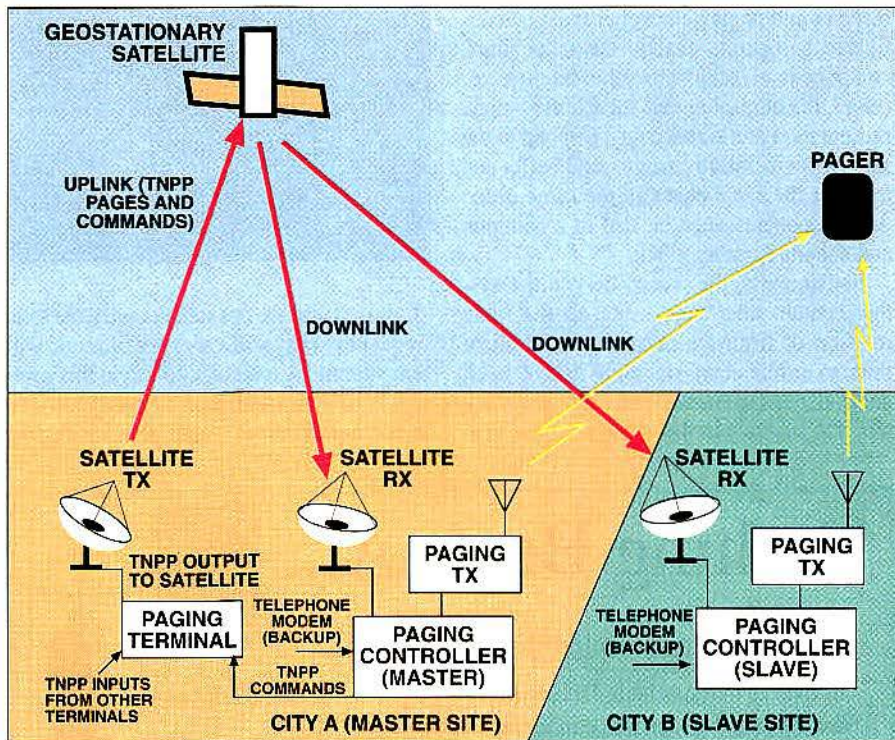 GEOSTATIONARY
SATELLITE
UPLINK (TNPP
PAGES AND
COMMANDS)
PAGER
DOWNLINK
DOWNLINK
SATELLITE
TX
SATELLITE
RX
SATELLITE
RX
TNPP OUTPUT
TO SATELLITE
PAGING
TX
PAGING
TX
PAGING
TERMINAL
TELEPHONE
MODEM
(BACKUP)
PAGING
CONTROLLER
(MASTER)
TELEPHONE
MODEM
(BACKUP)
PAGING
CONTROLLER
(SLAVE)
TNPP INPUTS
FROM OTHER
TERMINALS
TNPP
COMMANDS
CITY A (MASTER SITE)
CITY B (SLAVE SITE)